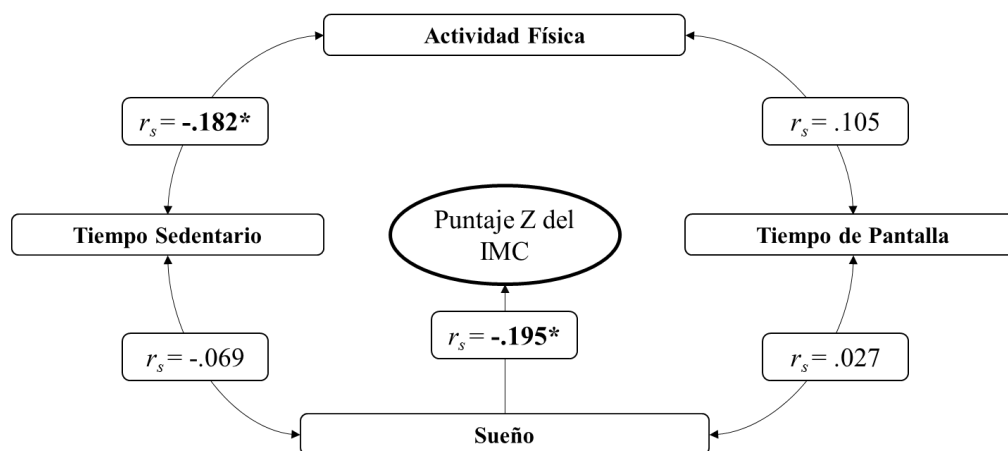 Actividad Física
rs = -.182*
rs = .105
Tiempo Sedentario
Puntaje Z del
IMC
Tiempo de Pantalla
rs = -.069
rs = -.195*
rs = .027
Sueño